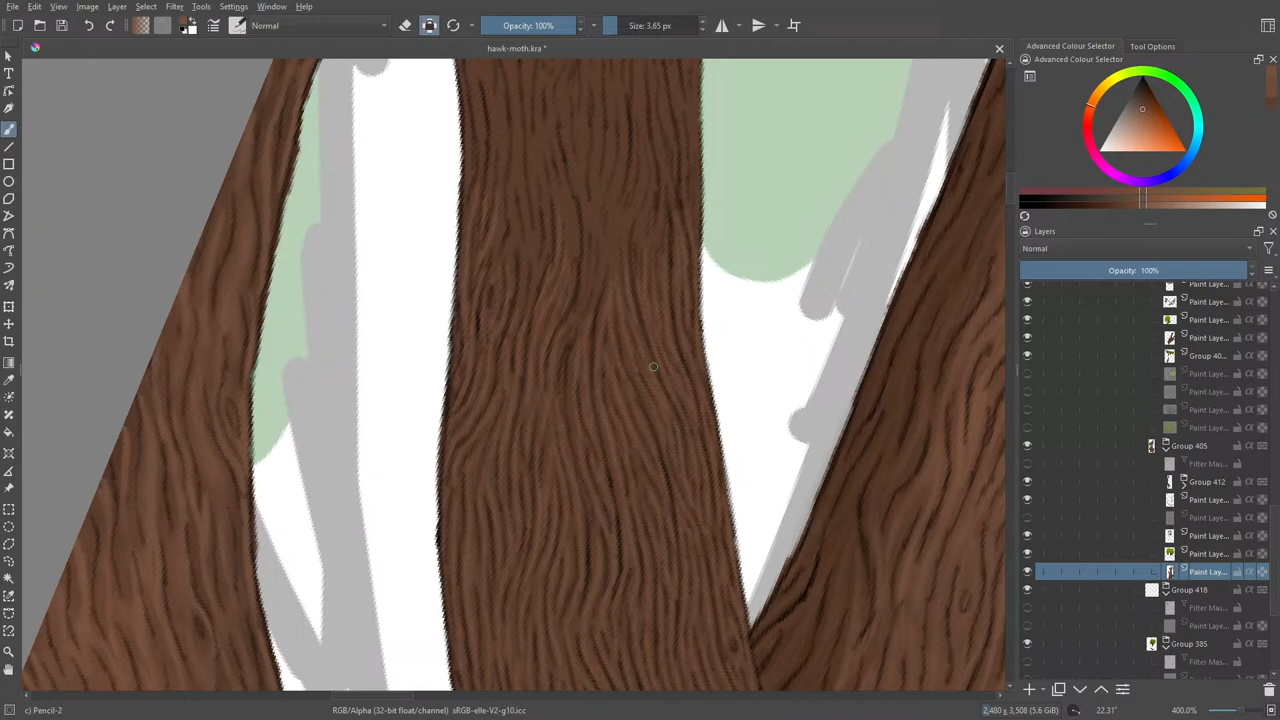 File Edit View Image Layer Select Filter Tools Settings Window Help
Normal Opacity: 100% Size: 3.65 px
hawk-moth.kra *
Advanced Colour Selector Tool Options
Advanced Colour Selector
Layers
Normal
Opacity: 100%
Paint Laye...
Paint Laye...
Paint Laye...
Paint Laye...
Group 40...
Paint Laye...
Paint Laye...
Paint Laye...
Paint Laye...
Group 405
Filter Mas...
Group 412
Paint Laye...
Paint Laye...
Paint Laye...
Paint Laye...
Paint Lay...
Group 418
Filter Mas...
Paint Laye...
Group 385
Filter Mas...
c) Pencil-2 RGB/Alpha (32-bit float/channel) sRGB-elle-V2-g10.icc 2,480 x 3,508 (5.6 GiB) 22.31° 400.0%